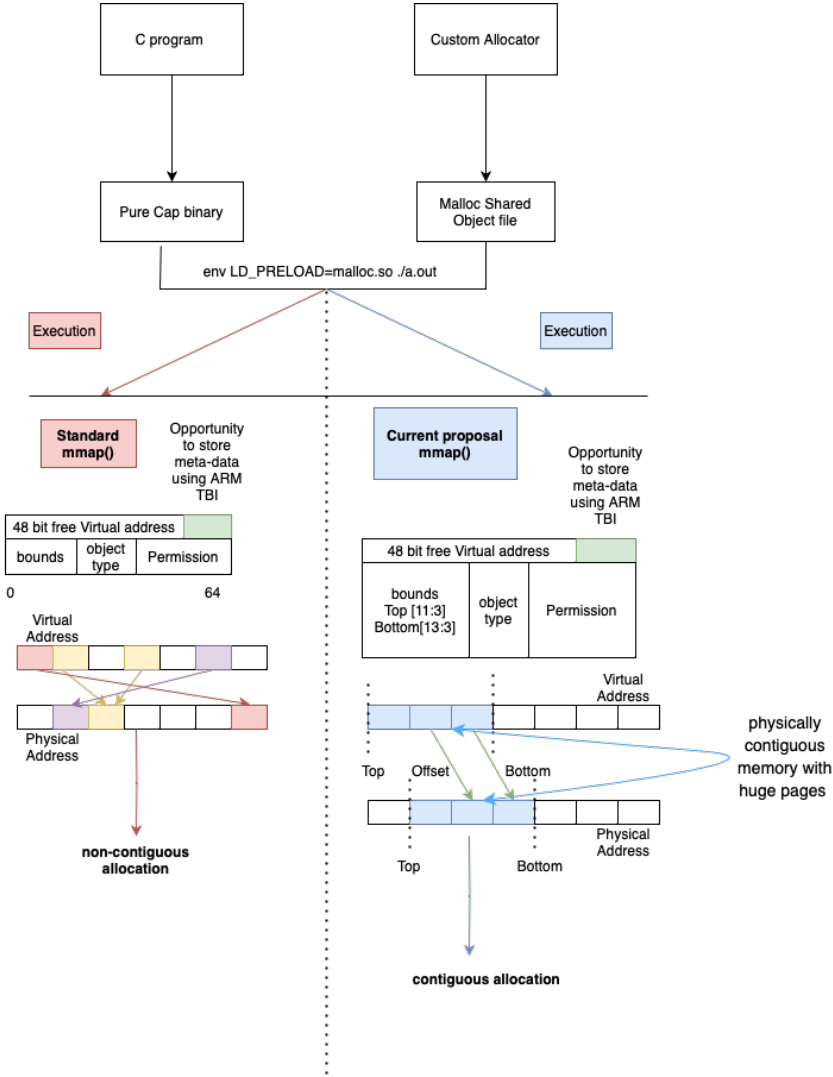 C program
Custom Allocator
Pure Cap binary
Malloc Shared
Object file
env LD_PRELOAD=malloc.so ./a.out
Execution
Execution
Standard
mmap()
Opportunity
to store
meta-data
using ARM
TBI
48 bit free Virtual address
bounds
object
type
Permission
0
64
Virtual
Address
Physical
Address
non-contiguous
allocation
Current proposal
mmap()
Opportunity
to store
meta-data
using ARM
TBI
48 bit free Virtual address
bounds
Top [11:3]
Bottom[13:3]
object
type
Permission
Virtual
Address
Top
Offset
Bottom
physically
contiguous
memory with
huge pages
Physical
Address
Top
Bottom
contiguous allocation